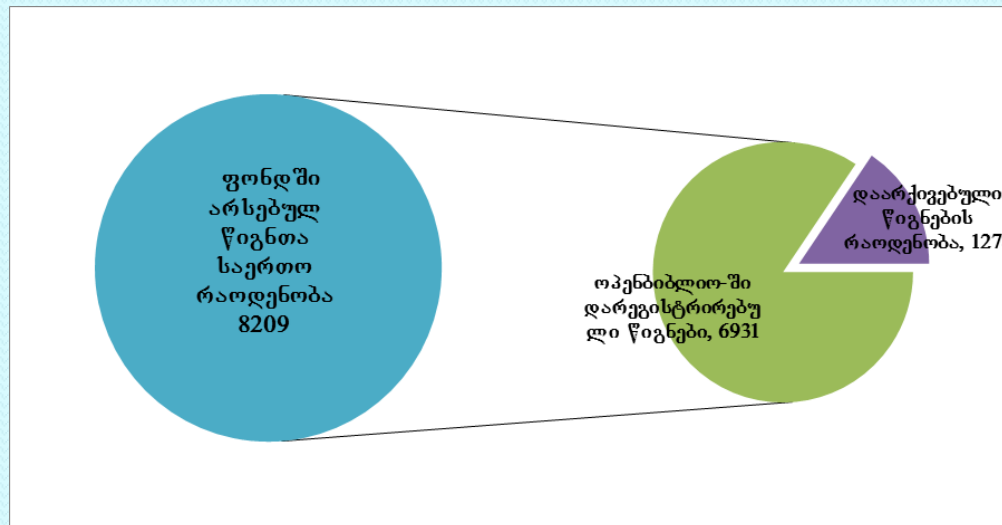 ფონდში
არსებულ
წიგნთა
საერთო
რაოდენობა
8209
ოპენბიბლიო-ში
დარეგისტრირებუ
ლი წიგნები, 6931
დაარქივებული
წიგნების
რაოდენობა, 127